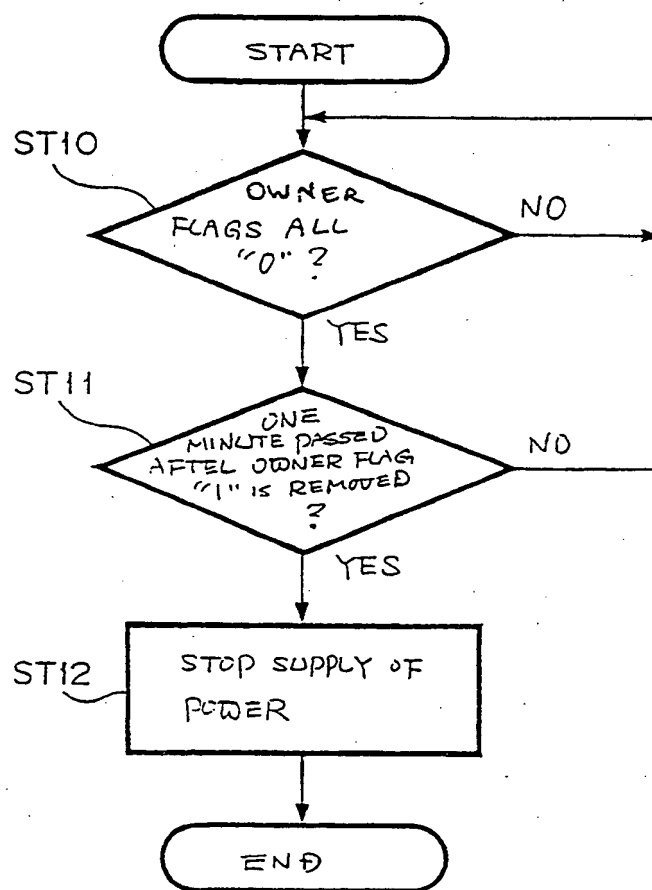 START
ST10
OWNER
FLAGS ALL
"0" ?
NO
YES
ST11
ONE
MINUTE PASSED
AFTEL OWNER FLAG
"1" IS REMOVED
?
NO
YES
ST12
STOP SUPPLY OF
POWER
END